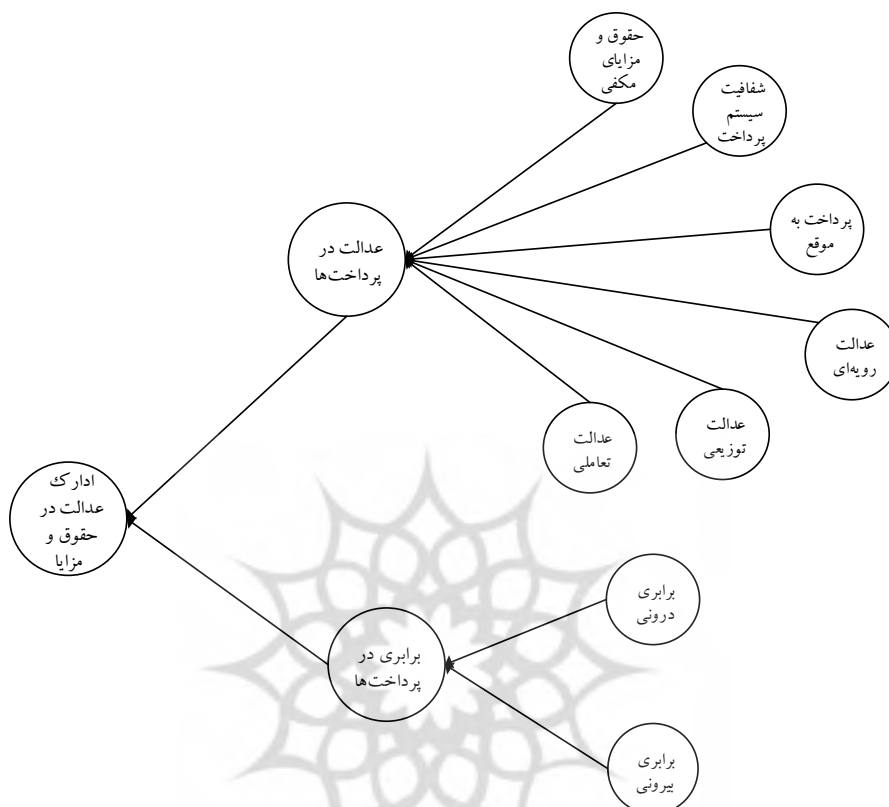 حقوق و
مزایای
مکفی
شفافیت
سیستم
پرداخت
پرداخت به
موقع
عدالت در
پرداخت‌ها
عدالت
رویه‌ای
عدالت
توزیعی
عدالت
تعاملی
ادارک
عدالت در
حقوق و
مزایا
برابری
درونی
برابری در
پرداخت‌ها
برابری
بیرونی